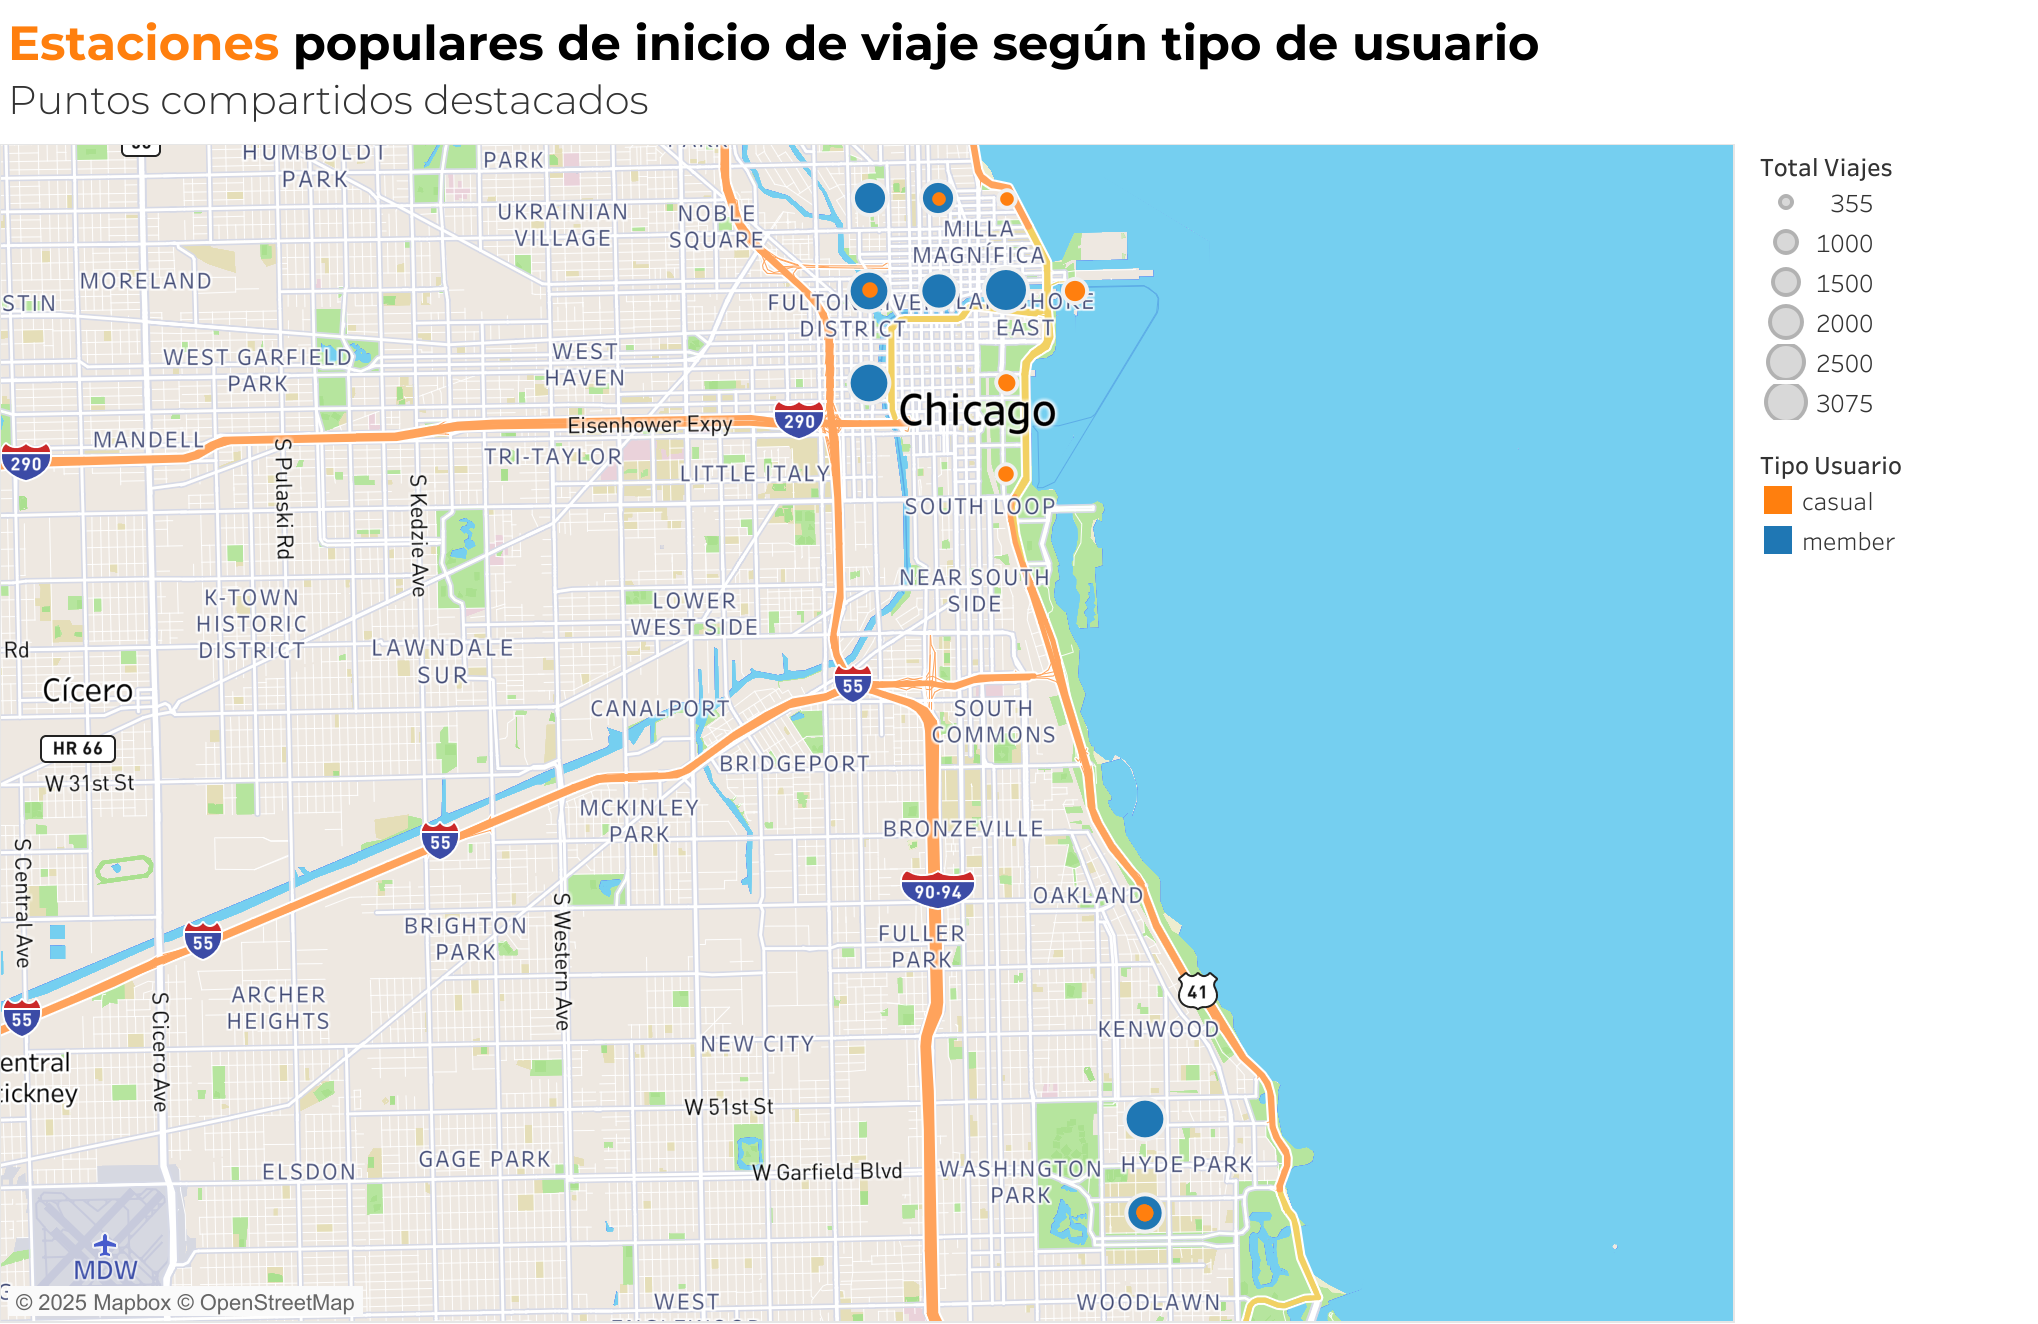 Estaciones populares de inicio de viaje según tipo de usuario
Puntos compartidos destacados
HUMBOLDT
PARK
PARK
UKRAINIAN
VILLAGE
NOBLE
SQUARE
MILLA
MAGNÍFICA
MORELAND
STIN
DISTRICT
EAST
WEST GARFIELD
PARK
WEST
HAVEN
Chicago
290
Eisenhower Expy
MANDELL
290
TRI-TAYLOR
LITTLE ITALY
S Pulaski Rd
S Kedzie Ave
SOUTH LOOP
NEAR SOUTH
SIDE
K-TOWN
HISTORIC
DISTRICT
LOWER
WEST SIDE
Rd
LAWNDALE
SUR
Cícero
55
CANALPORT
SOUTH
COMMONS
HR 66
W 31st St
BRIDGEPORT
MCKINLEY
PARK
BRONZEVILLE
55
S Central Ave
90-94
OAKLAND
BRIGHTON
PARK
S Western Ave
FULLER
PARK
55
41
ARCHER
HEIGHTS
55
S Cicero Ave
KENWOOD
NEW CITY
entral
tickney
W 51st St
GAGE PARK
ELSDON
W Garfield Blvd
WASHINGTON
PARK
HYDE PARK
MDW
© 2025 Mapbox © OpenStreetMap
WEST
WOODLAWN
Total Viajes
355
1000
1500
2000
2500
3075
Tipo Usuario
casual
member